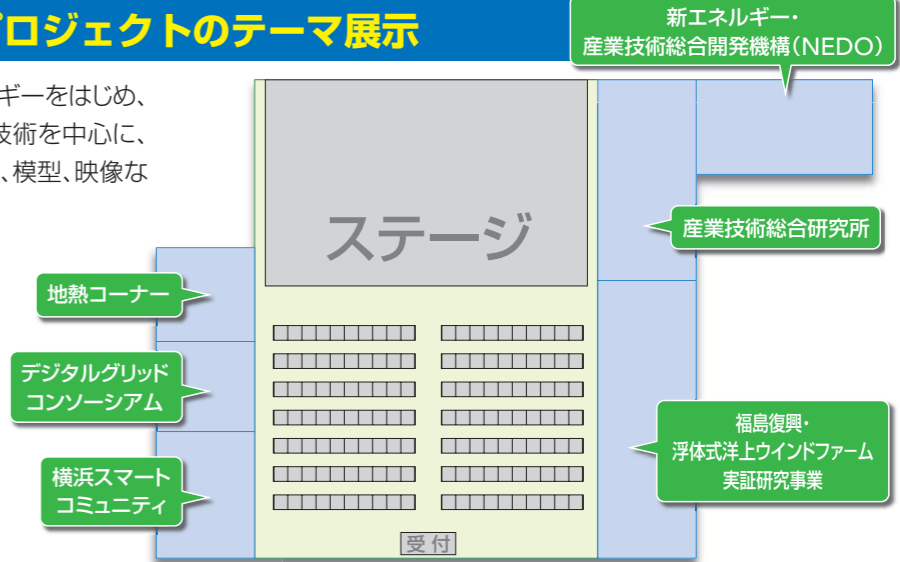 プロジェクトのテーマ展示
新エネルギー・
産業技術総合開発機構（NEDO）
ギーをはじめ、
技術を中心に、
、模型、映像な
ステージ
産業技術総合研究所
地熱コーナー
デジタルグリッド
コンソーシアム
福島復興・
浮体式洋上ウインドファーム
実証研究事業
横浜スマート
コミュニティ
受付